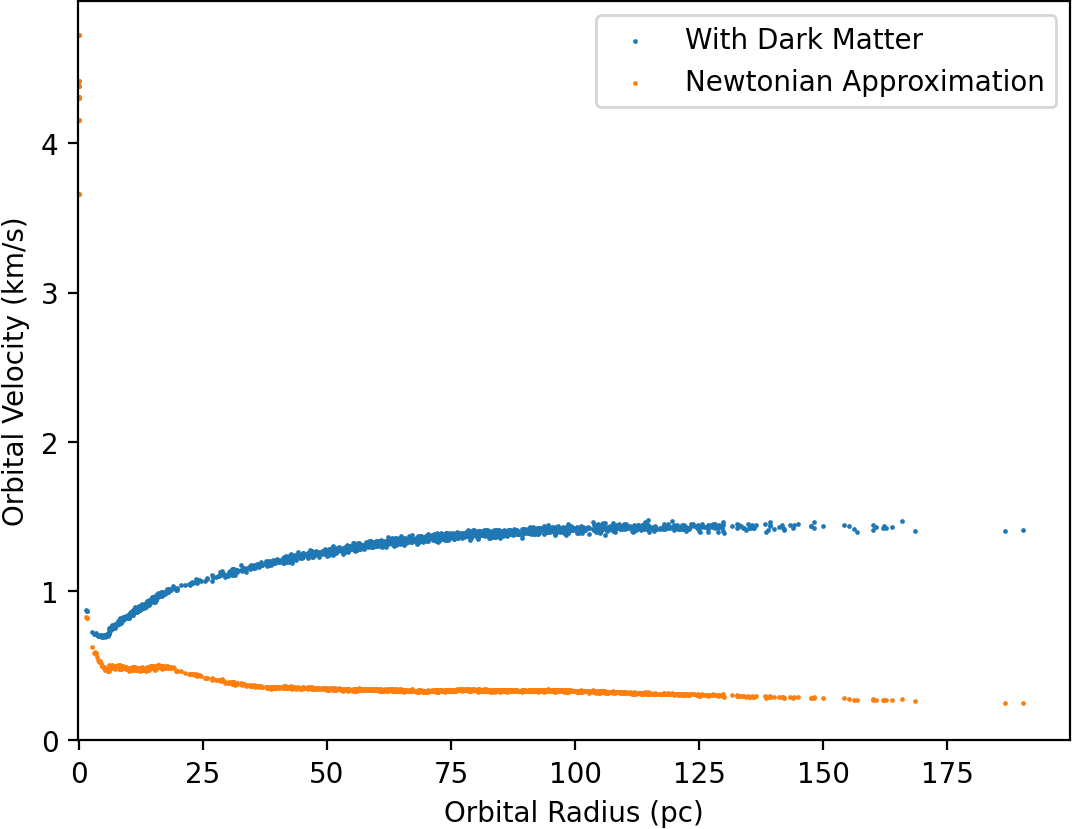 With Dark Matter
Newtonian Approximation
4
3
2
1
0
Orbital Velocity (km/s)
0 25 50 75 100 125 150 175
Orbital Radius (pc)